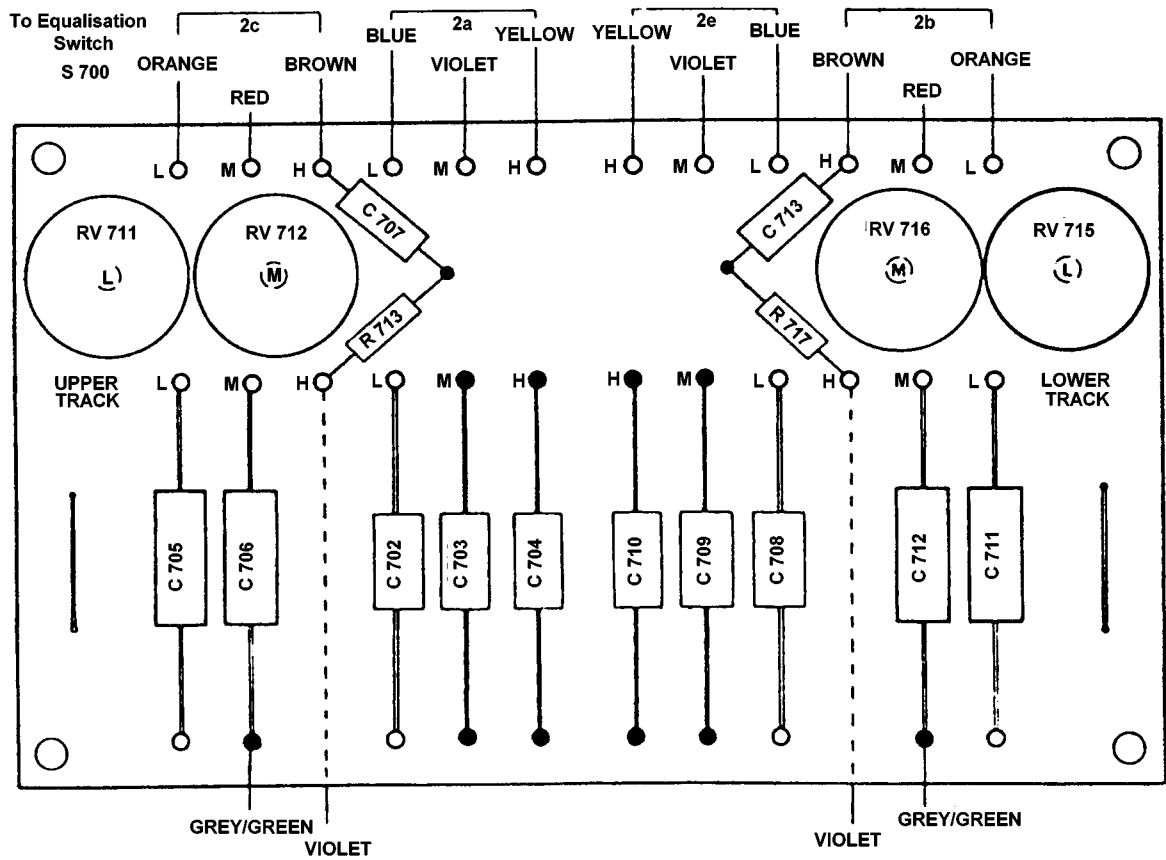 To Equalisation
Switch
S 700
2c
2a
2e
2b
ORANGE
RED
BROWN
BLUE
VIOLET
YELLOW
YELLOW
VIOLET
BLUE
BROWN
RED
ORANGE
L M H L M H H M L H M L
RV 711
L
RV 712
M
C 707
C 713
RV 716
M
RV 715
L
R 713
R 717
UPPER
TRACK
L M H L M H H M L H M L
LOWER
TRACK
C 705
C 706
C 702
C 703
C 704
C 710
C 709
C 708
C 712
C 711
GREY/GREEN
VIOLET
VIOLET
GREY/GREEN